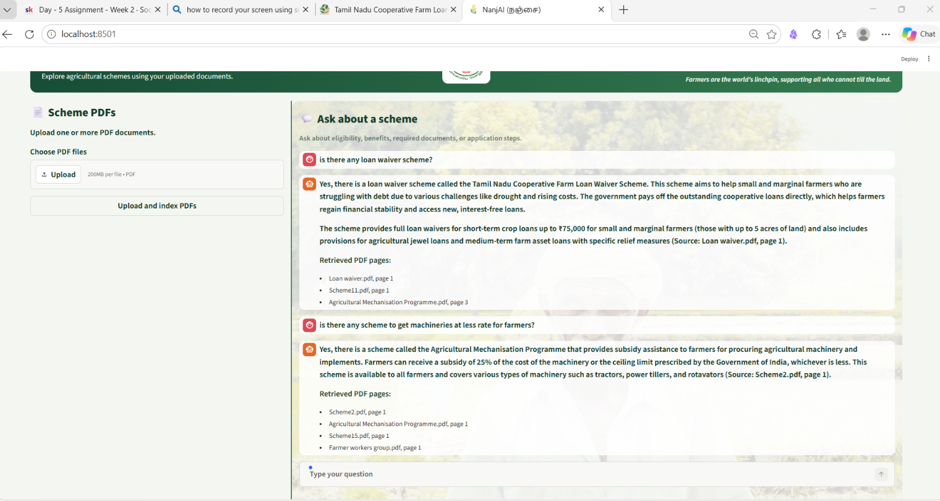 Day - 5 Assignment - Week 2 - So
how to record your screen using s
Tamil Nadu Cooperative Farm Loa
NanjAI (நஞ்சை)
localhost:8501
Chat
Deploy
Explore agricultural schemes using your uploaded documents.
Farmers are the world's linchpin, supporting all who cannot till the land.
Scheme PDFs
Upload one or more PDF documents.
Choose PDF files
Upload
200MB per file • PDF
Upload and index PDFs
Ask about a scheme
Ask about eligibility, benefits, required documents, or application steps.
is there any loan waiver scheme?
Yes, there is a loan waiver scheme called the Tamil Nadu Cooperative Farm Loan Waiver Scheme. This scheme aims to help small and marginal farmers who are
struggling with debt due to various challenges like drought and rising costs. The government pays off the outstanding cooperative loans directly, which helps farmers
regain financial stability and access new, interest-free loans.
The scheme provides full loan waivers for short-term crop loans up to ₹75,000 for small and marginal farmers (those with up to 5 acres of land) and also includes
provisions for agricultural jewel loans and medium-term farm asset loans with specific relief measures (Source: Loan waiver.pdf, page 1).
Retrieved PDF pages:
• Loan waiver.pdf, page 1
• Scheme11.pdf, page 1
• Agricultural Mechanisation Programme.pdf, page 3
is there any scheme to get machineries at less rate for farmers?
Yes, there is a scheme called the Agricultural Mechanisation Programme that provides subsidy assistance to farmers for procuring agricultural machinery and
implements. Farmers can receive a subsidy of 25% of the cost of the machinery or the ceiling limit prescribed by the Government of India, whichever is less. This
scheme is available to all farmers and covers various types of machinery such as tractors, power tillers, and rotavators (Source: Scheme2.pdf, page 1).
Retrieved PDF pages:
• Scheme2.pdf, page 1
• Agricultural Mechanisation Programme.pdf, page 1
• Scheme15.pdf, page 1
• Farmer workers group.pdf, page 1
Type your question